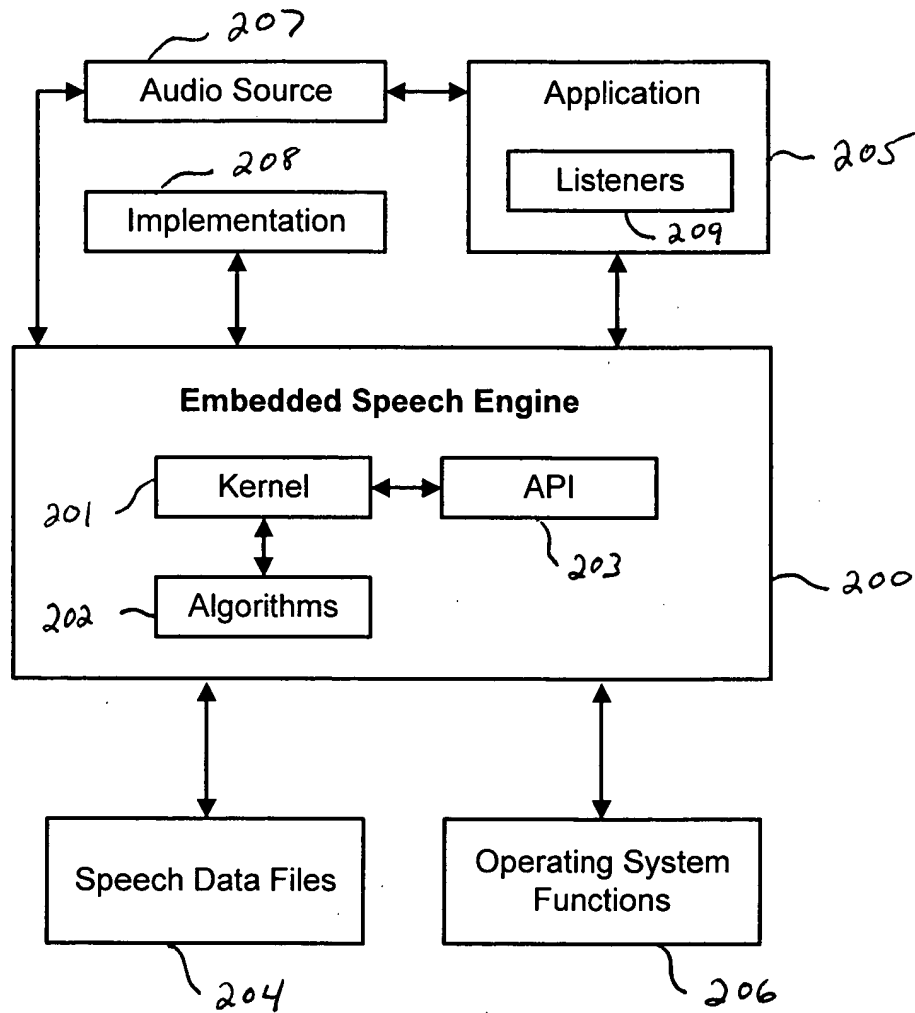 207
Audio Source
Application
205
208
Listeners
Implementation
209
Embedded Speech Engine
Kernel
API
201
203
200
Algorithms
202
Speech Data Files
Operating System
Functions
204
206